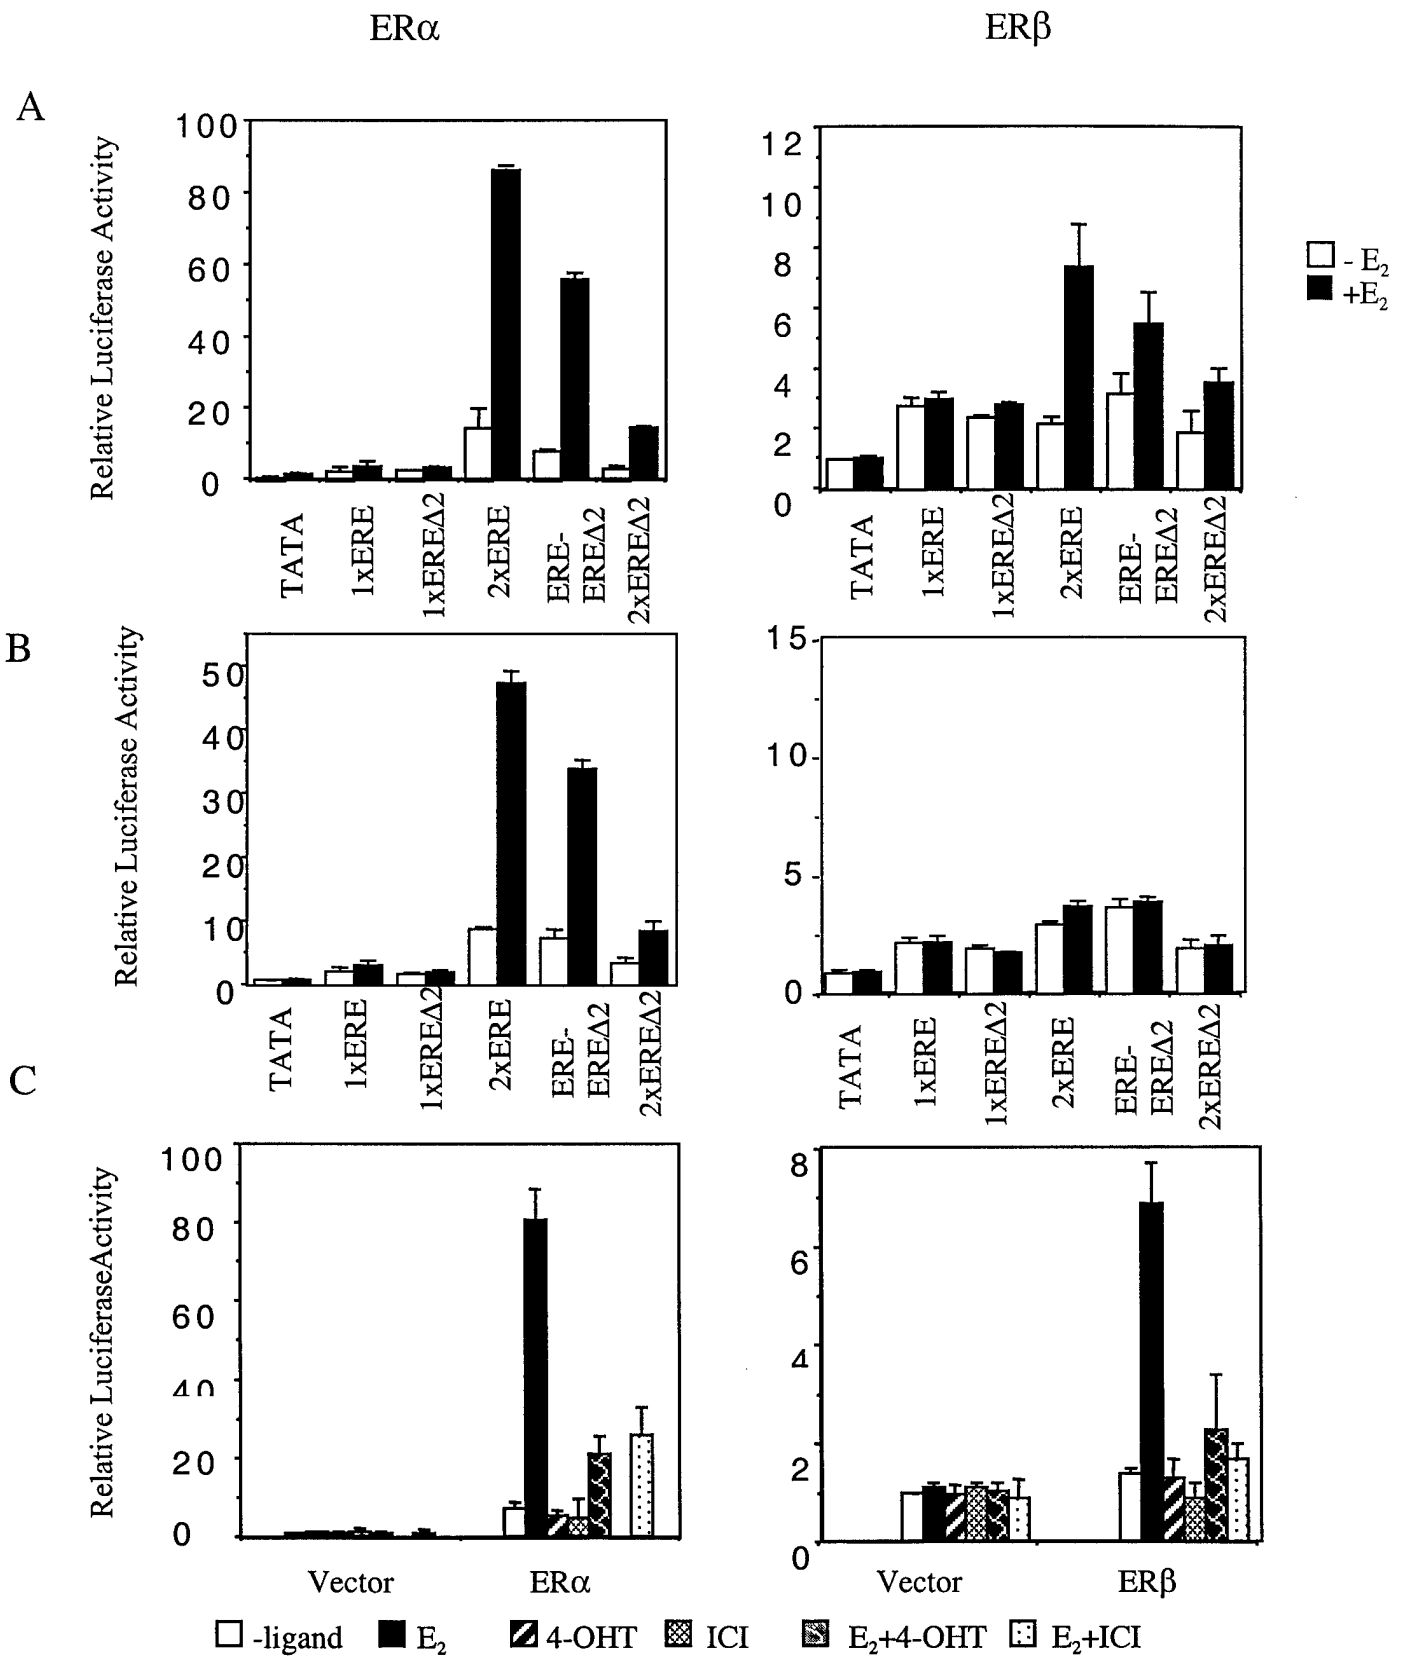 ERα
ERβ
A
Relative Luciferase Activity
100
80
60
40
20
0
TATA
1xERE
1xEREΔ2
2xERE
ERE-
EREΔ2
2xEREΔ2
12
10
8
6
4
2
0
TATA
1xERE
1xEREΔ2
2xERE
ERE-
EREΔ2
2xEREΔ2
- E2
+E2
B
Relative Luciferase Activity
50
40
30
20
10
0
TATA
1xERE
1xEREΔ2
2xERE
ERE-
EREΔ2
2xEREΔ2
15
10
5
0
TATA
1xERE
1xEREΔ2
2xERE
ERE-
EREΔ2
2xEREΔ2
C
Relative LuciferaseActivity
100
80
60
40
20
0
Vector
ERα
8
6
4
2
0
Vector
ERβ
-ligand
E2
4-OHT
ICI
E2+4-OHT
E2+ICI